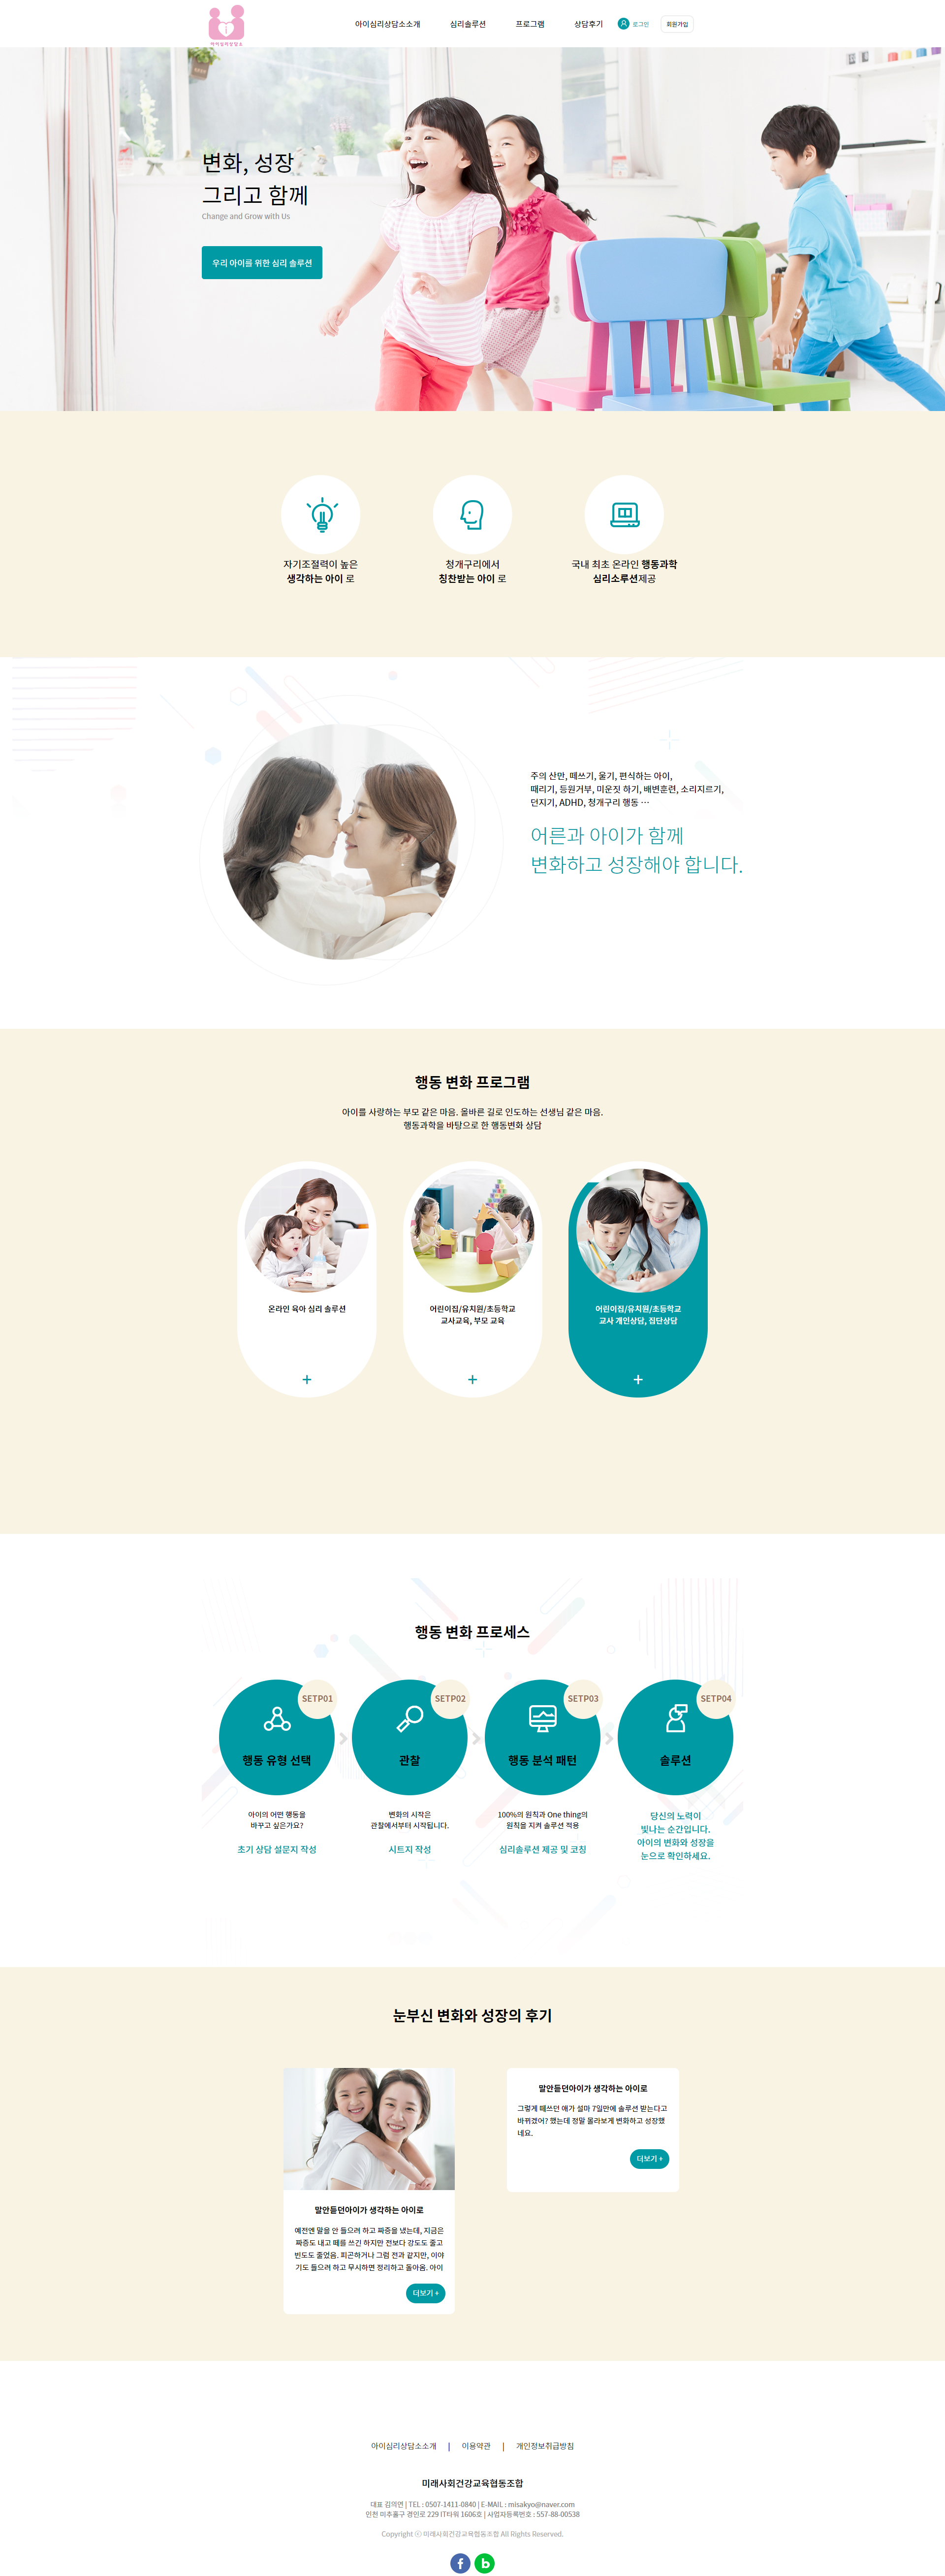 아이심리상담소
아이심리상담소소개 심리솔루션 프로그램 상담후기 로그인 회원가입
변화, 성장
그리고 함께
Change and Grow with Us
우리 아이를 위한 심리 솔루션
자기조절력이 높은
생각하는 아이 로
청개구리에서
칭찬받는 아이 로
국내 최초 온라인 행동과학
심리소루션제공
주의 산만, 떼쓰기, 울기, 편식하는 아이,
때리기, 등원거부, 미운짓 하기, 배변훈련, 소리지르기,
던지기, ADHD, 청개구리 행동 …
어른과 아이가 함께
변화하고 성장해야 합니다.
행동 변화 프로그램
아이를 사랑하는 부모 같은 마음. 올바른 길로 인도하는 선생님 같은 마음.
행동과학을 바탕으로 한 행동변화 상담
온라인 육아 심리 솔루션
+
어린이집/유치원/초등학교
교사교육, 부모 교육
+
어린이집/유치원/초등학교
교사 개인상담, 집단상담
+
행동 변화 프로세스
SETP01
행동 유형 선택
아이의 어떤 행동을
바꾸고 싶은가요?
초기 상담 설문지 작성
SETP02
관찰
변화의 시작은
관찰에서부터 시작됩니다.
시트지 작성
SETP03
행동 분석 패턴
100%의 원칙과 One thing의
원칙을 지켜 솔루션 적용
심리솔루션 제공 및 코칭
SETP04
솔루션
당신의 노력이
빛나는 순간입니다.
아이의 변화와 성장을
눈으로 확인하세요.
눈부신 변화와 성장의 후기
말안듣던아이가 생각하는 아이로
예전엔 말을 안 들으려 하고 짜증을 냈는데, 지금은
짜증도 내고 떼를 쓰긴 하지만 전보다 강도도 줄고
빈도도 줄었음. 피곤하거나 그럼 전과 같지만, 이야
기도 들으려 하고 무시하면 정리하고 돌아옴. 아이
더보기 +
말안듣던아이가 생각하는 아이로
그렇게 떼쓰던 애가 설마 7일만에 솔루션 받는다고
바뀌겠어? 했는데 정말 몰라보게 변화하고 성장했
네요.
더보기 +
아이심리상담소소개 | 이용약관 | 개인정보취급방침
미래사회건강교육협동조합
대표 김의연 | TEL : 0507-1411-0840 | E-MAIL : misakyo@naver.com
인천 미추홀구 경인로 229 IT타워 1606호 | 사업자등록번호 : 557-88-00538
Copyright ⓒ 미래사회건강교육협동조합 All Rights Reserved.